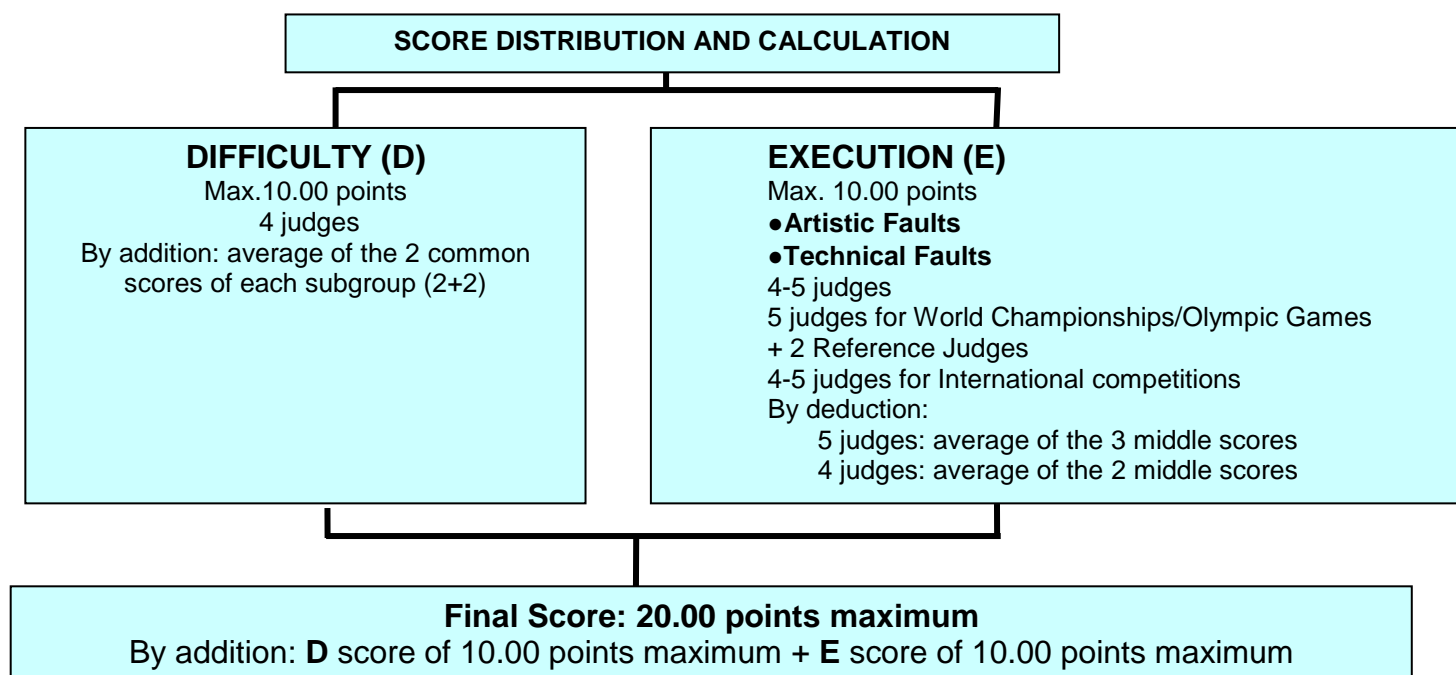 SCORE DISTRIBUTION AND CALCULATION
DIFFICULTY (D)
Max.10.00 points
4 judges
By addition: average of the 2 common
scores of each subgroup (2+2)
EXECUTION (E)
Max. 10.00 points
●Artistic Faults
●Technical Faults
4-5 judges
5 judges for World Championships/Olympic Games
+ 2 Reference Judges
4-5 judges for International competitions
By deduction:
5 judges: average of the 3 middle scores
4 judges: average of the 2 middle scores
Final Score: 20.00 points maximum
By addition: D score of 10.00 points maximum + E score of 10.00 points maximum